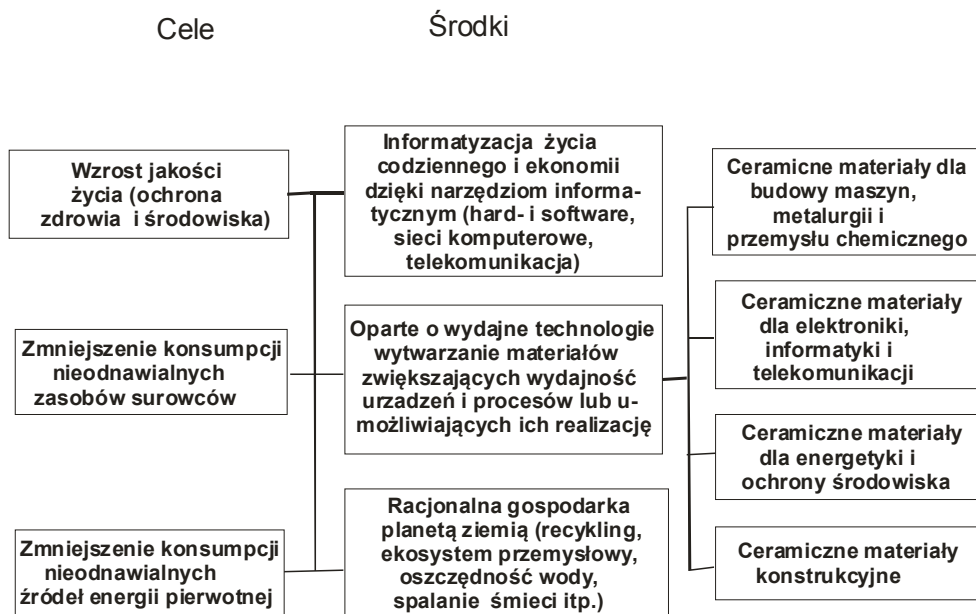 Cele
Środki
Wzrost jakości
życia (ochrona
zdrowia i środowiska)
Zmniejszenie konsumpcji
nieodnawialnych
zasobów surowców
Zmniejszenie konsumpcji
nieodnawialnych
źródeł energii pierwotnej
Informatyzacja życia
codziennego i ekonomii
dzięki narzędziom informa-
tycznym (hard- i software,
sieci komputerowe,
telekomunikacja)
Oparte o wydajne technologie
wytwarzanie materiałów
zwiększających wydajność
urzadzeń i procesów lub u-
możliwiających ich realizację
Racjonalna gospodarka
planetą ziemią (recykling,
ekosystem przemysłowy,
oszczędność wody,
spalanie śmieci itp.)
Ceramicne materiały dla
budowy maszyn,
metalurgii i
przemysłu chemicznego
Ceramiczne materiały
dla elektroniki,
informatyki i
telekomunikacji
Ceramiczne materiały
dla energetyki i
ochrony środowiska
Ceramiczne materiały
konstrukcyjne